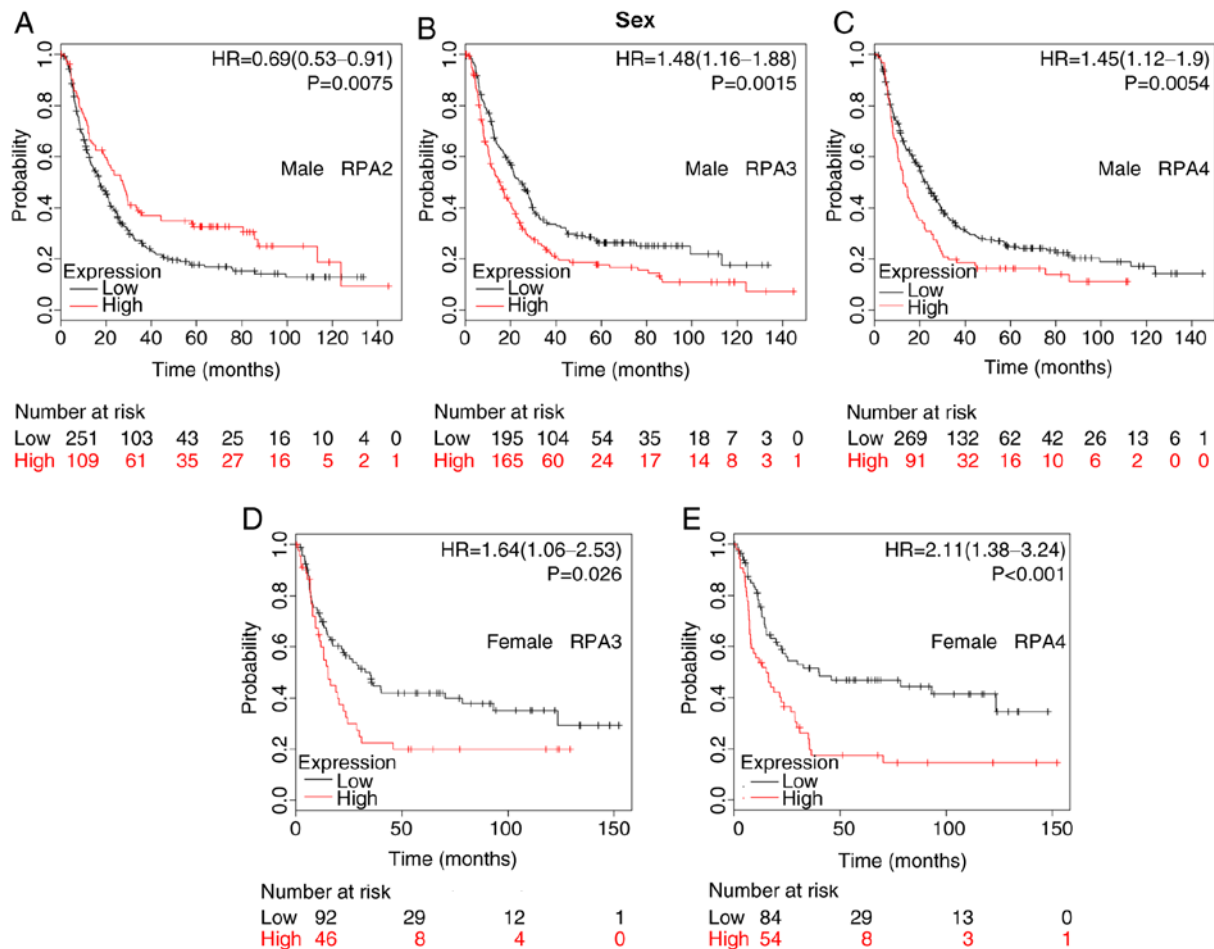 Sex
A
HR=0.69(0.53–0.91)
P=0.0075
Male RPA2
Probability
1.0
0.8
0.6
0.4
0.2
0.0
Expression
Low
High
0 20 40 60 80 100 120 140
Time (months)
Number at risk
Low 251 103 43 25 16 10 4 0
High 109 61 35 27 16 5 2 1
B
HR=1.48(1.16–1.88)
P=0.0015
Male RPA3
Probability
1.0
0.8
0.6
0.4
0.2
0.0
Expression
Low
High
0 20 40 60 80 100 120 140
Time (months)
Number at risk
Low 195 104 54 35 18 7 3 0
High 165 60 24 17 14 8 3 1
C
HR=1.45(1.12–1.9)
P=0.0054
Male RPA4
Probability
1.0
0.8
0.6
0.4
0.2
0.0
Expression
Low
High
0 20 40 60 80 100 120 140
Time (months)
Number at risk
Low 269 132 62 42 26 13 6 1
High 91 32 16 10 6 2 0 0
D
HR=1.64(1.06–2.53)
P=0.026
Female RPA3
Probability
1.0
0.8
0.6
0.4
0.2
0.0
Expression
Low
High
0 50 100 150
Time (months)
Number at risk
Low 92 29 12 1
High 46 8 4 0
E
HR=2.11(1.38–3.24)
P<0.001
Female RPA4
Probability
1.0
0.8
0.6
0.4
0.2
0.0
Expression
Low
High
0 50 100 150
Time (months)
Number at risk
Low 84 29 13 0
High 54 8 3 1